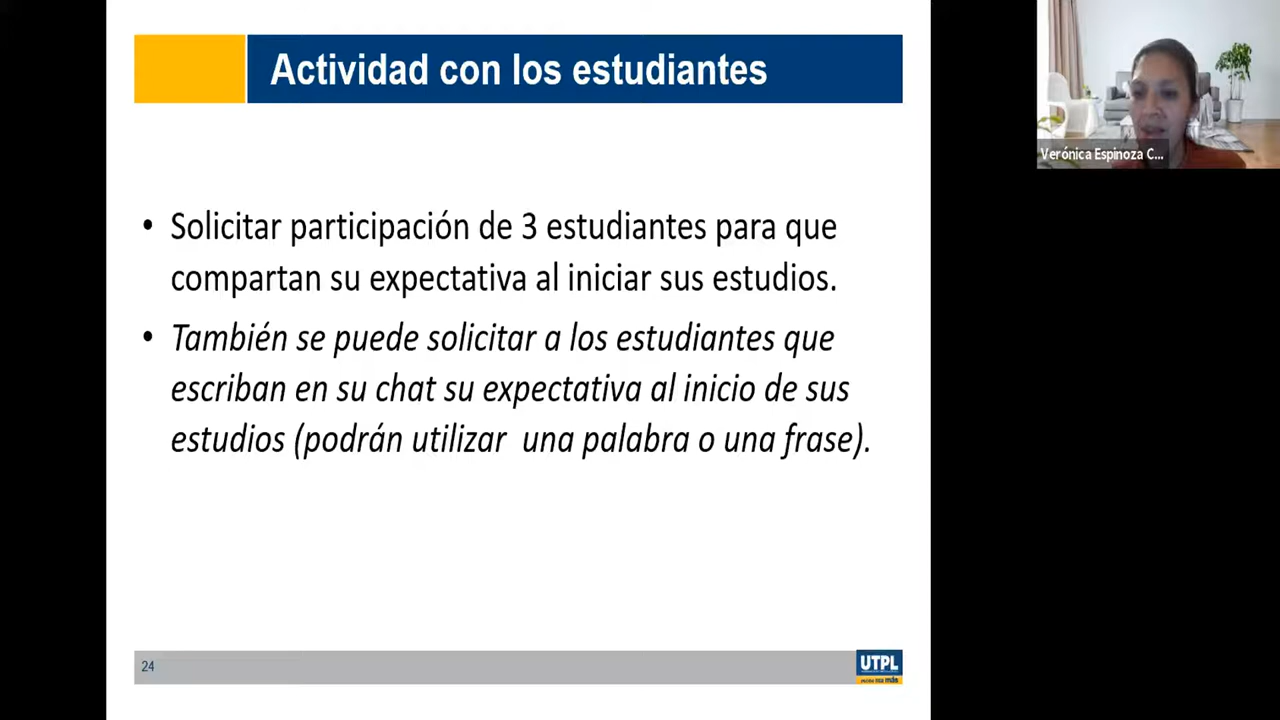 Actividad con los estudiantes
Verónica Espinoza C...
• Solicitar participación de 3 estudiantes para que
compartan su expectativa al iniciar sus estudios.
• También se puede solicitar a los estudiantes que
escriban en su chat su expectativa al inicio de sus
estudios (podrán utilizar una palabra o una frase).
24
UTPL